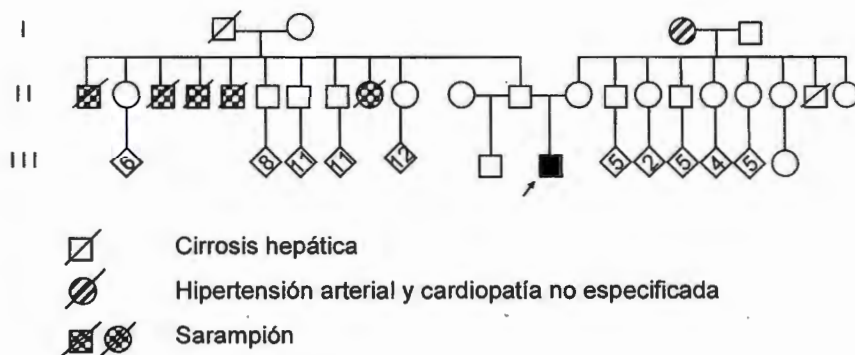 I
II
III
6 8 11 11 12 5 2 5 4 5
Cirrosis hepática
Hipertensión arterial y cardiopatía no especificada
Sarampión